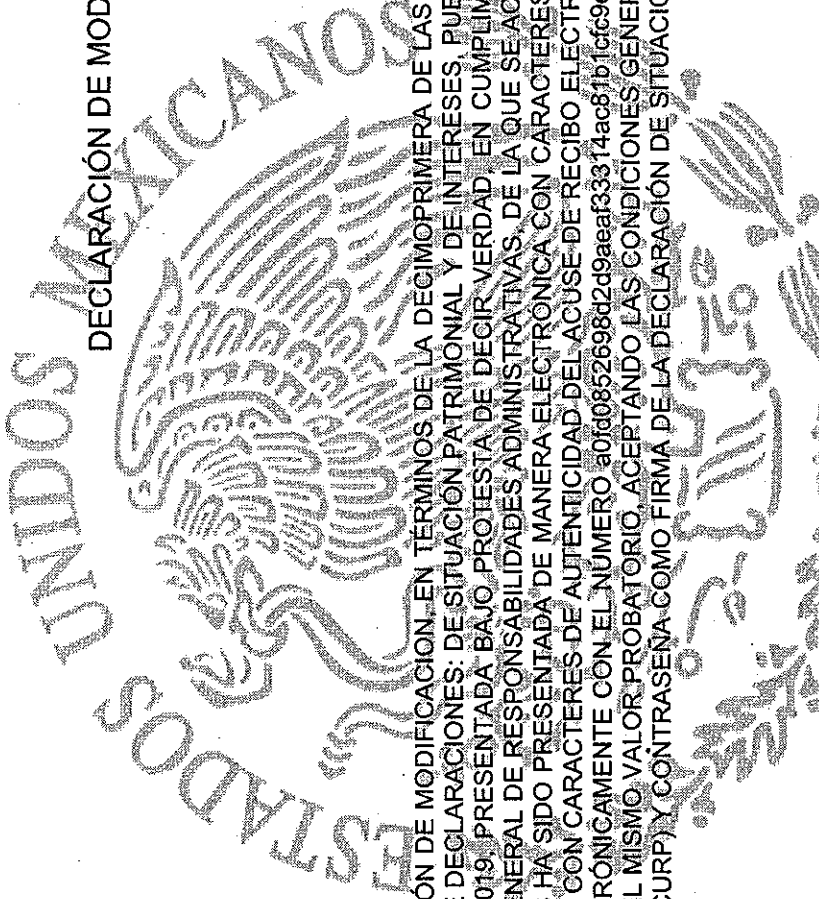 ESTADOS UNIDOS MEXICANOS
DECLARACIÓN DE MOD
ÓN DE MODIFICACIÓN, EN TÉRMINOS DE LA DECIMOPRIMERA DE LAS
E DECLARACIONES: DE SITUACIÓN PATRIMONIAL Y DE INTERESES, PUB
019, PRESENTADA BAJO PROTESTA DE DECIR VERDAD, EN CUMPLIM
NERAL DE RESPONSABILIDADES ADMINISTRATIVAS, DE LA QUE SE AC
HA SIDO PRESENTADA DE MANERA ELECTRÓNICA CON CARACTERES
CON CARACTERES DE AUTENTICIDAD DEL ACUSE DE RECIBO ELECTR
RÓNICAMENTE CON EL NÚMERO a0fd0852698d2d9aeaf33314ac81b1cfc9
L MISMO VALOR PROBATORIO, ACEPTANDO LAS CONDICIONES GENER
CURP) Y CONTRASEÑA COMO FIRMA DE LA DECLARACIÓN DE SITUACIÓ